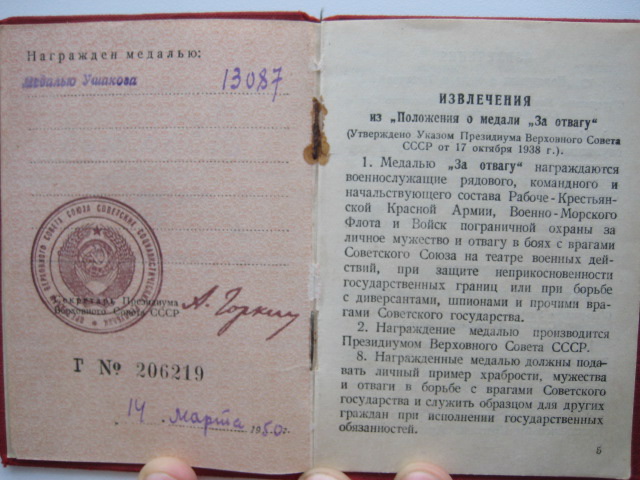 Награжден медалью:
Медалью Ушакова 13087
Секретарь Президиума
Верховного Совета СССР
А. Горкин
Г № 206219
14 марта 1950 г.
ИЗВЛЕЧЕНИЯ
из „Положения о медали „За отвагу"
(Утверждено Указом Президиума Верховного Совета
СССР от 17 октября 1938 г.).
1. Медалью „За отвагу" награждаются
военнослужащие рядового, командного и
начальствующего состава Рабоче-Крестьян-
ской Красной Армии, Военно-Морского
Флота и Войск пограничной охраны за
личное мужество и отвагу в боях с врагами
Советского Союза на театре военных дей-
ствий, при защите неприкосновенности
государственных границ или при борьбе
с диверсантами, шпионами и прочими вра-
гами Советского государства.
2. Награждение медалью производится
Президиумом Верховного Совета СССР.
8. Награжденные медалью должны пода-
вать личный пример храбрости, мужества
и отваги в борьбе с врагами Советского
государства и служить образцом для других
граждан при исполнении государственных
обязанностей.
5